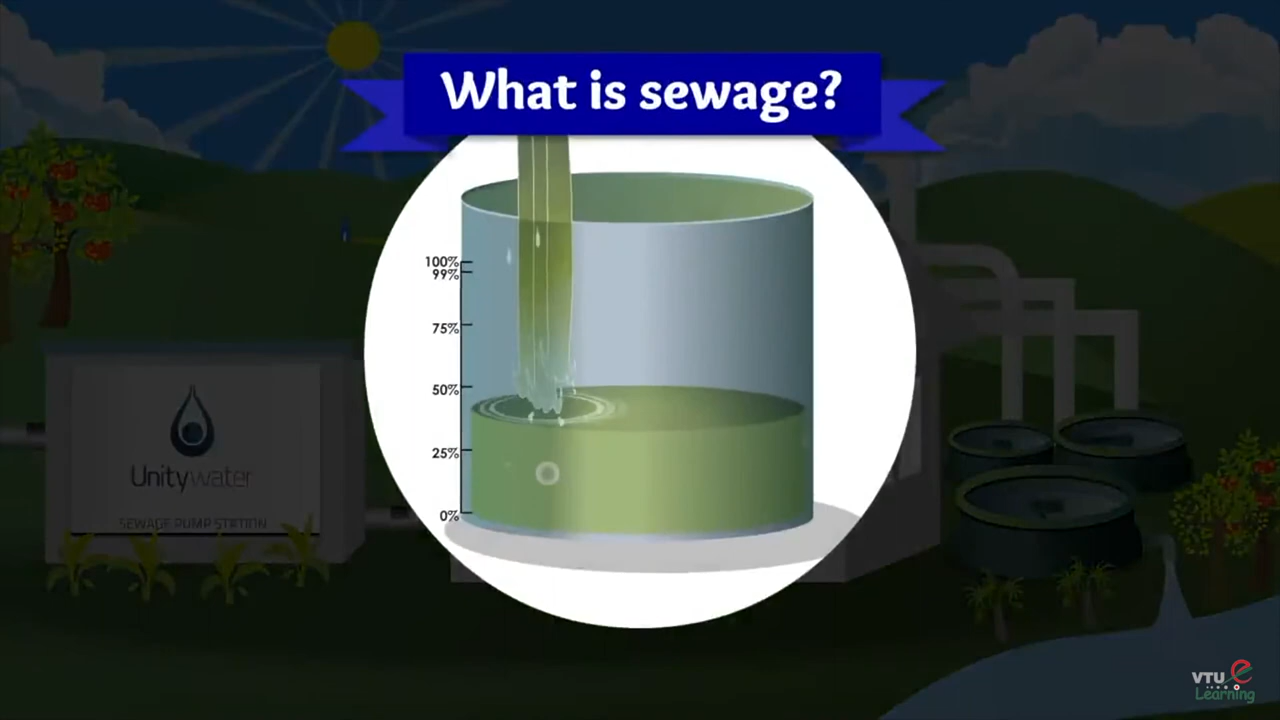 What is sewage?
100%
99%
75%
50%
25%
0%
Unitywater
SEWAGE PUMP STATION
VTU e
Learning